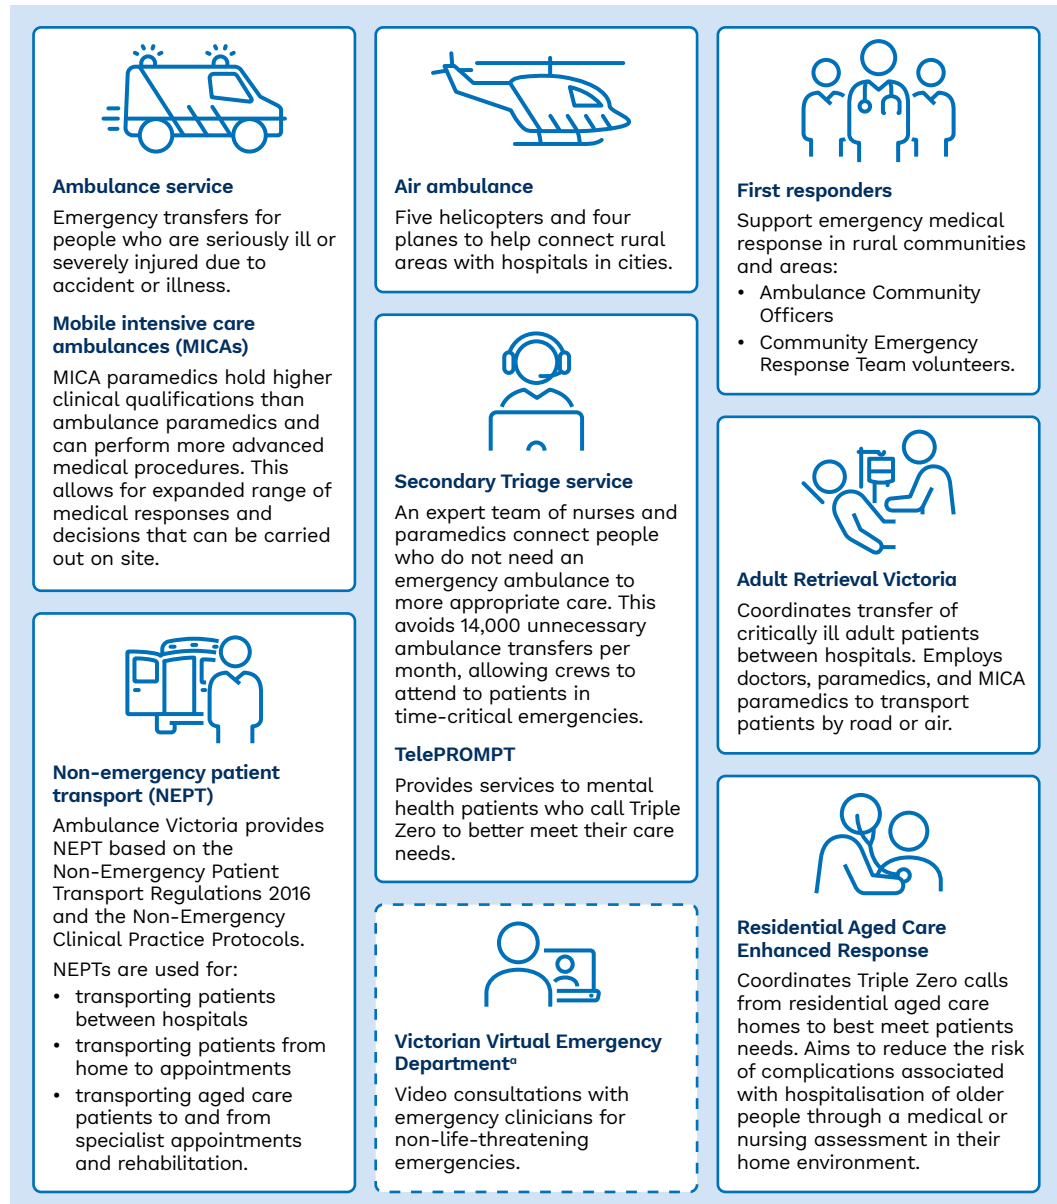 Ambulance service
Emergency transfers for
people who are seriously ill or
severely injured due to
accident or illness.
Mobile intensive care
ambulances (MICAs)
MICA paramedics hold higher
clinical qualifications than
ambulance paramedics and
can perform more advanced
medical procedures. This
allows for expanded range of
medical responses and
decisions that can be carried
out on site.
Non-emergency patient
transport (NEPT)
Ambulance Victoria provides
NEPT based on the
Non-Emergency Patient
Transport Regulations 2016
and the Non-Emergency
Clinical Practice Protocols.
NEPTs are used for:
• transporting patients
between hospitals
• transporting patients from
home to appointments
• transporting aged care
patients to and from
specialist appointments
and rehabilitation.
Air ambulance
Five helicopters and four
planes to help connect rural
areas with hospitals in cities.
Secondary Triage service
An expert team of nurses and
paramedics connect people
who do not need an
emergency ambulance to
more appropriate care. This
avoids 14,000 unnecessary
ambulance transfers per
month, allowing crews to
attend to patients in
time-critical emergencies.
TelePROMPT
Provides services to mental
health patients who call Triple
Zero to better meet their care
needs.
Victorian Virtual Emergency
Departmentᵃ
Video consultations with
emergency clinicians for
non-life-threatening
emergencies.
First responders
Support emergency medical
response in rural communities
and areas:
• Ambulance Community
Officers
• Community Emergency
Response Team volunteers.
Adult Retrieval Victoria
Coordinates transfer of
critically ill adult patients
between hospitals. Employs
doctors, paramedics, and MICA
paramedics to transport
patients by road or air.
Residential Aged Care
Enhanced Response
Coordinates Triple Zero calls
from residential aged care
homes to best meet patients
needs. Aims to reduce the risk
of complications associated
with hospitalisation of older
people through a medical or
nursing assessment in their
home environment.